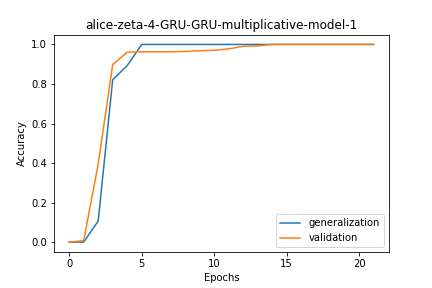 alice-zeta-4-GRU-GRU-multiplicative-model-1
1.0
0.8
0.6
0.4
0.2
0.0
Accuracy
0 5 10 15 20
Epochs
generalization
validation